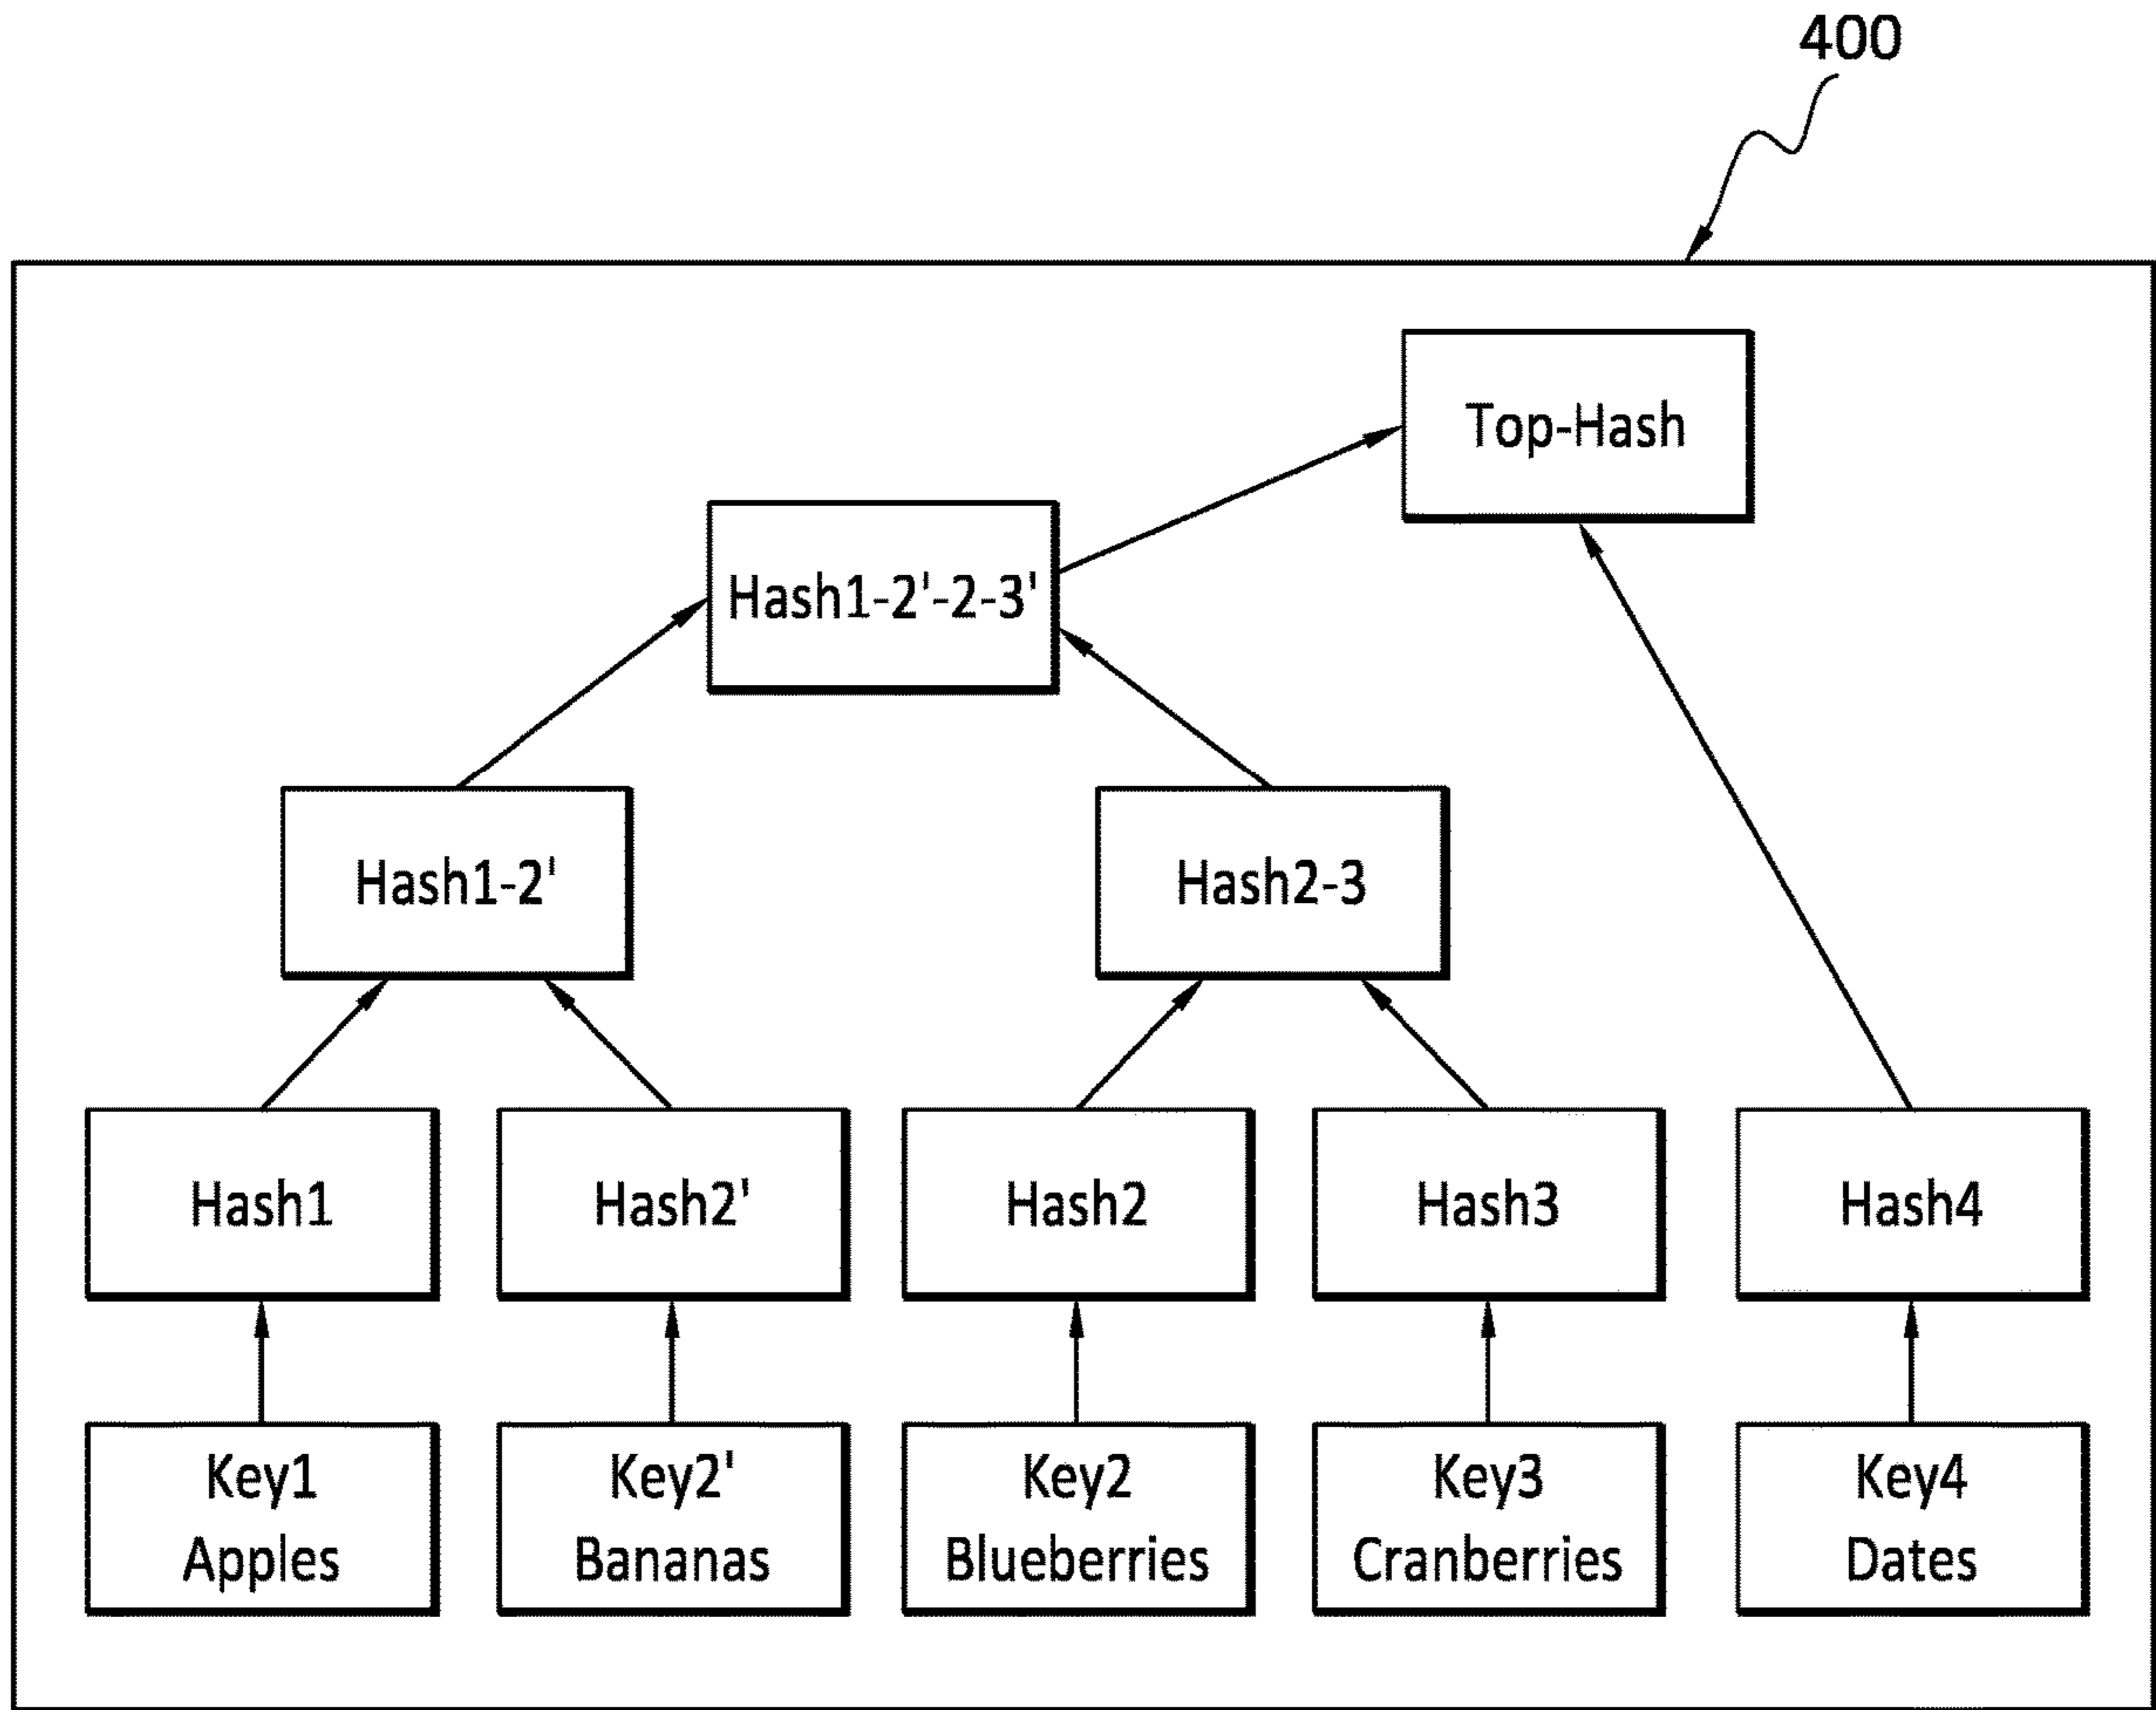 400
Top-Hash
Hash1-2'-2-3'
Hash1-2'
Hash2-3
Hash1
Hash2'
Hash2
Hash3
Hash4
Key1
Apples
Key2'
Bananas
Key2
Blueberries
Key3
Cranberries
Key4
Dates